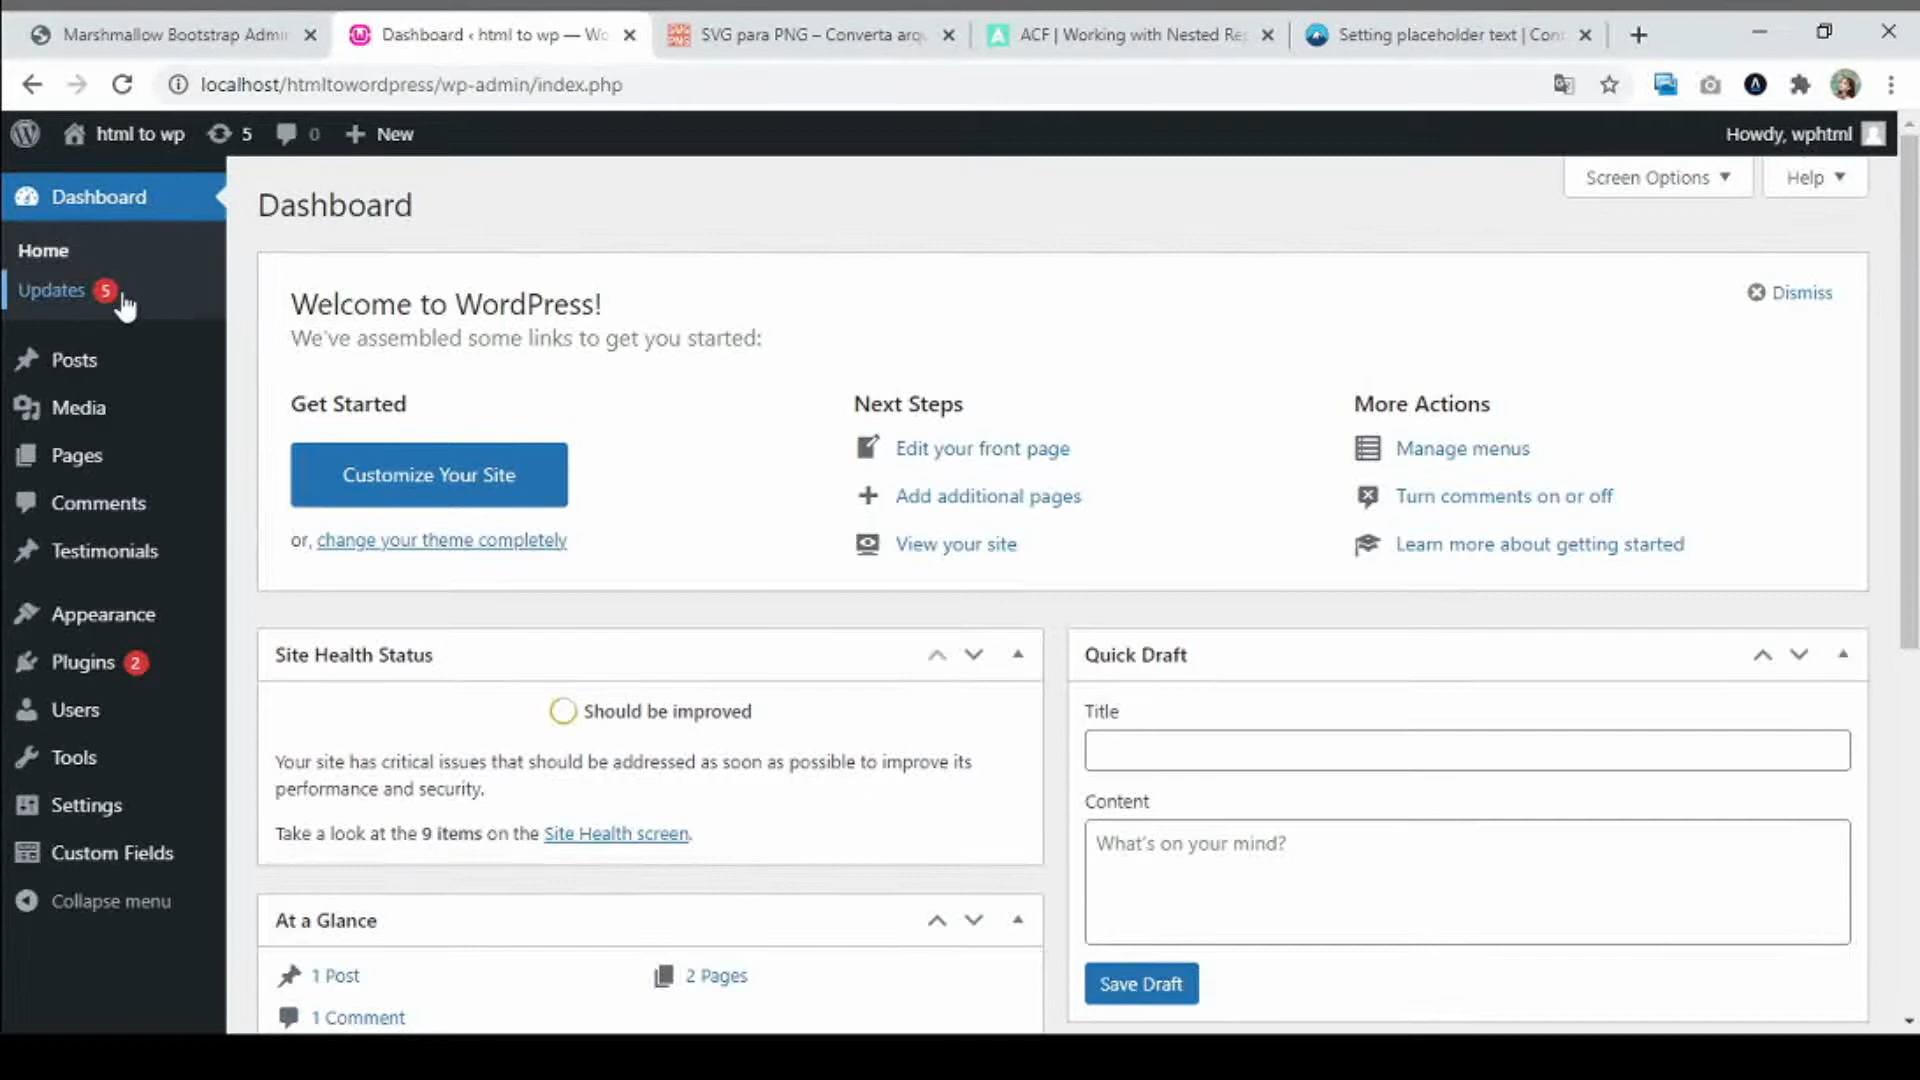 Marshmallow Bootstrap Admi
Dashboard ‹ html to wp — Wo
SVG para PNG – Converta arq
ACF | Working with Nested Re
Setting placeholder text | Con
localhost/htmltowordpress/wp-admin/index.php
html to wp 5 0 + New
Howdy, wphtml
Dashboard
Home
Updates 5
Posts
Media
Pages
Comments
Testimonials
Appearance
Plugins 2
Users
Tools
Settings
Custom Fields
Collapse menu
Screen Options
Help
Dashboard
Welcome to WordPress!
We've assembled some links to get you started:
Dismiss
Get Started
Customize Your Site
or, change your theme completely
Next Steps
Edit your front page
Add additional pages
View your site
More Actions
Manage menus
Turn comments on or off
Learn more about getting started
Site Health Status
Should be improved
Your site has critical issues that should be addressed as soon as possible to improve its
performance and security.
Take a look at the 9 items on the Site Health screen.
At a Glance
1 Post
2 Pages
1 Comment
Quick Draft
Title
Content
What's on your mind?
Save Draft